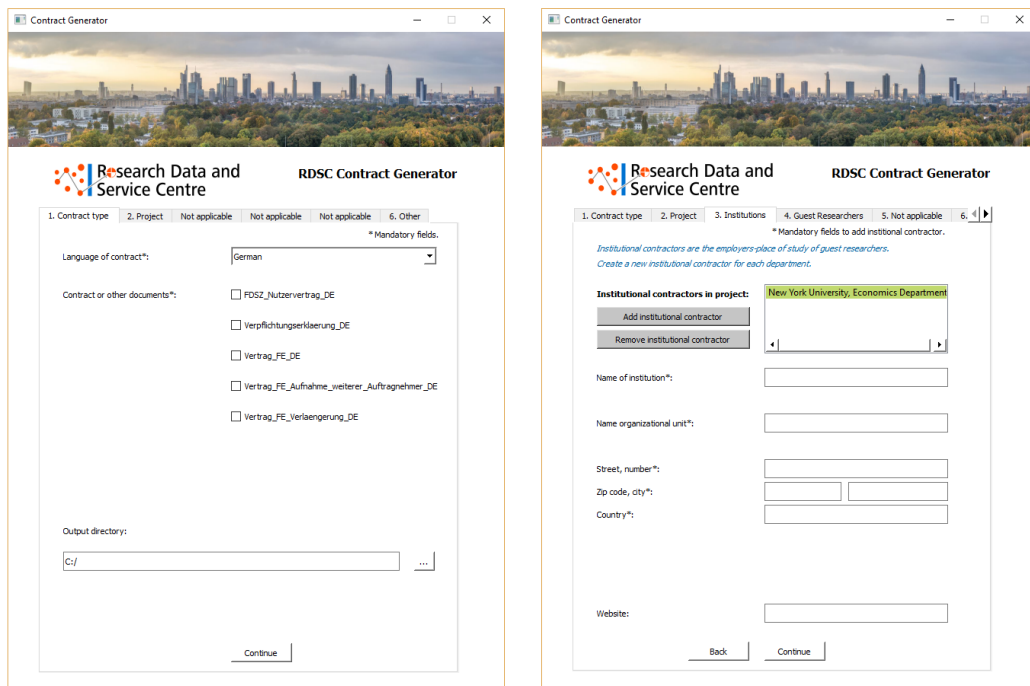 Contract Generator
Research Data and
Service Centre
RDSC Contract Generator
1. Contract type 2. Project Not applicable Not applicable Not applicable 6. Other
* Mandatory fields.
Language of contract*: German
Contract or other documents*: FDSZ_Nutzervertrag_DE
Verpflichtungserklaerung_DE
Vertrag_FE_DE
Vertrag_FE_Aufnahme_weiterer_Auftragnehmer_DE
Vertrag_FE_Verlaengerung_DE
Output directory:
C:/ ...
Continue
Contract Generator
Research Data and
Service Centre
RDSC Contract Generator
1. Contract type 2. Project 3. Institutions 4. Guest Researchers 5. Not applicable 6.
* Mandatory fields to add instiional contractor.
Institutional contractors are the employers-place of study of guest researchers.
Create a new institutional contractor for each department.
Institutional contractors in project: New York University, Economics Department
Add institutional contractor
Remove institutional contractor
Name of institution*:
Name organizational unit*:
Street, number*:
Zip code, city*:
Country*:
Website:
Back Continue